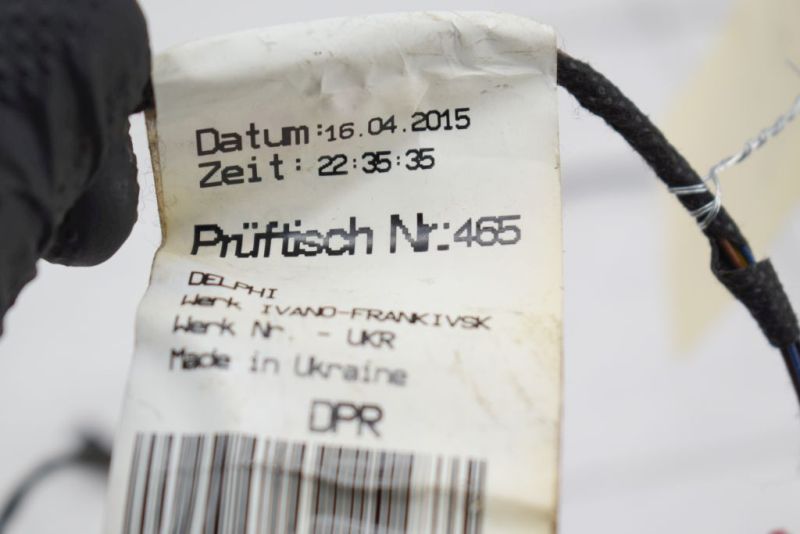 Datum:16.04.2015
Zeit: 22:35:35
Prüftisch Nr:465
DELPHI
Werk IVANO-FRANKIVSK
Werk Nr. - UKR
Made in Ukraine
DPR